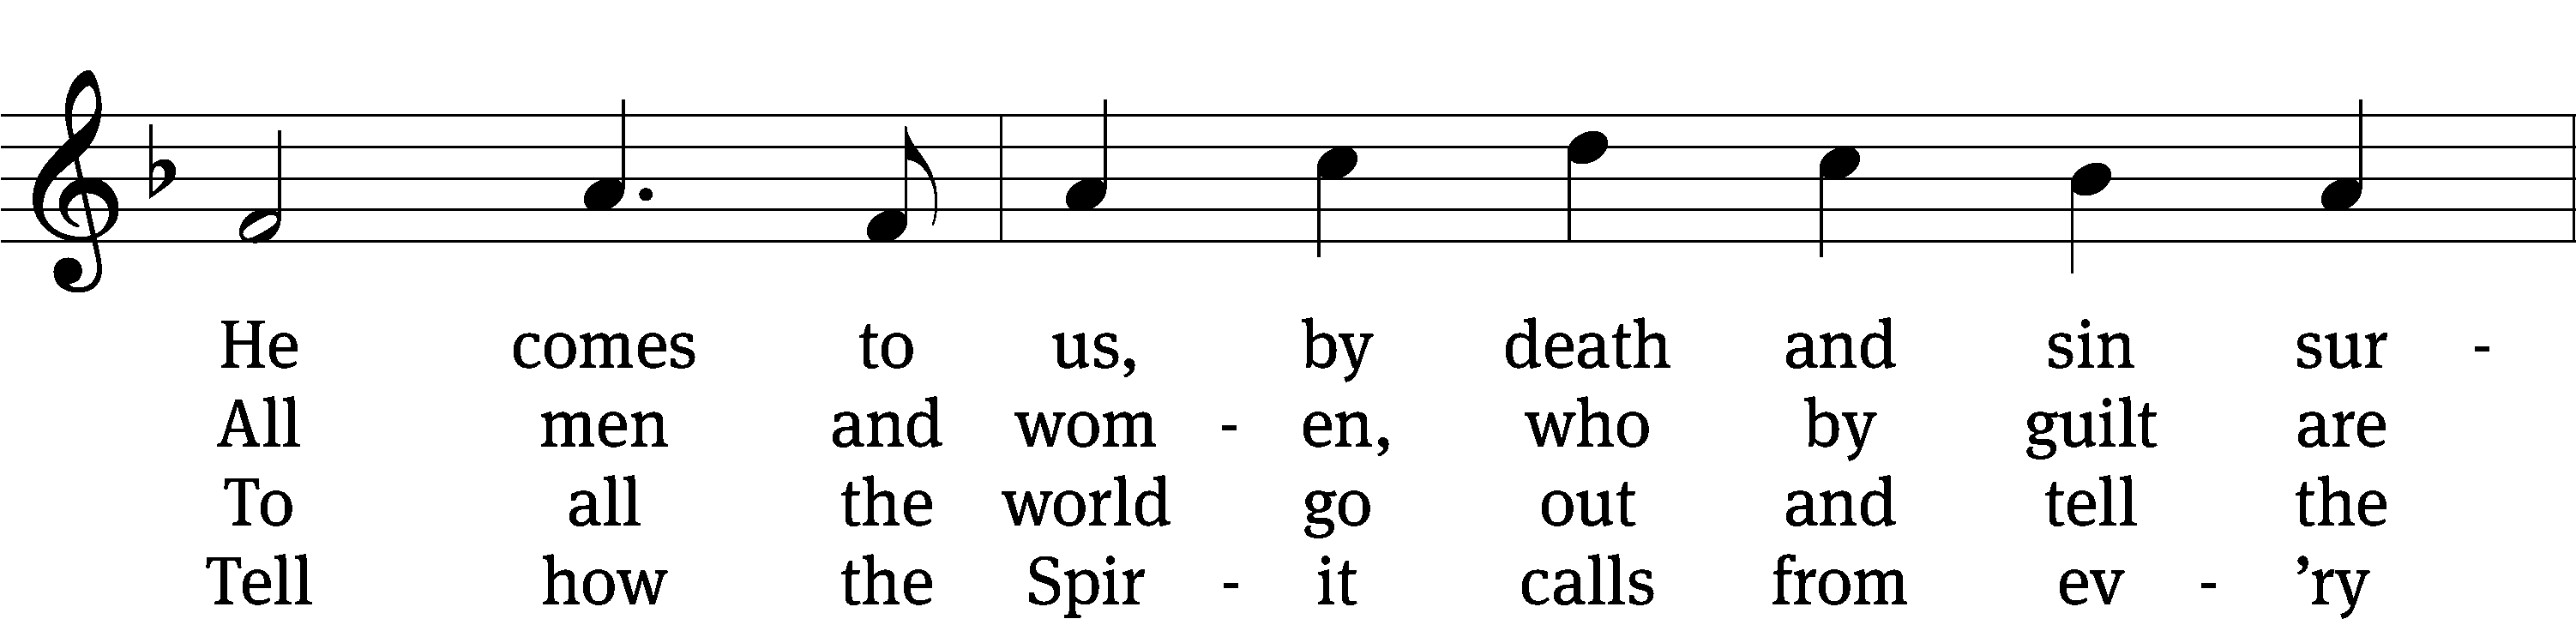 He comes to us, by death and sin sur -
All men and wom - en, who by guilt are
To all the world go out and tell the
Tell how the Spir - it calls from ev - ’ry